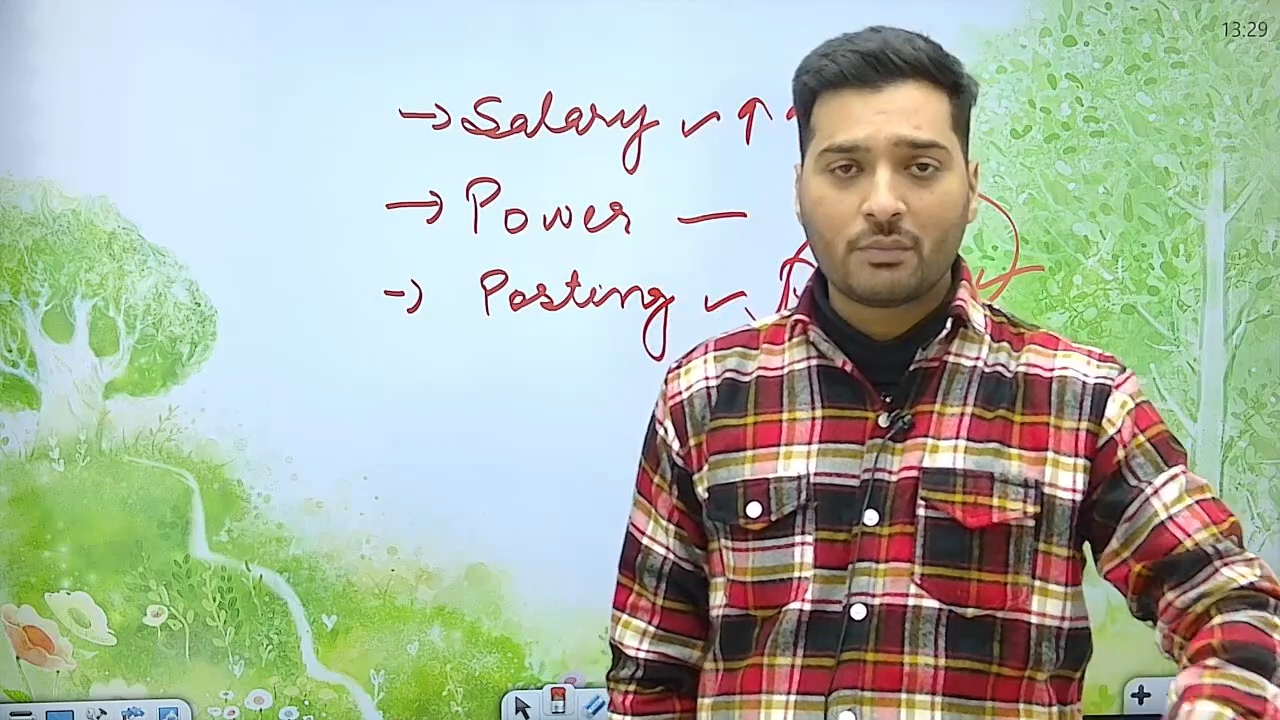 13:29
→ Salary ✓ ↑
→ Power —
→ Posting ✓